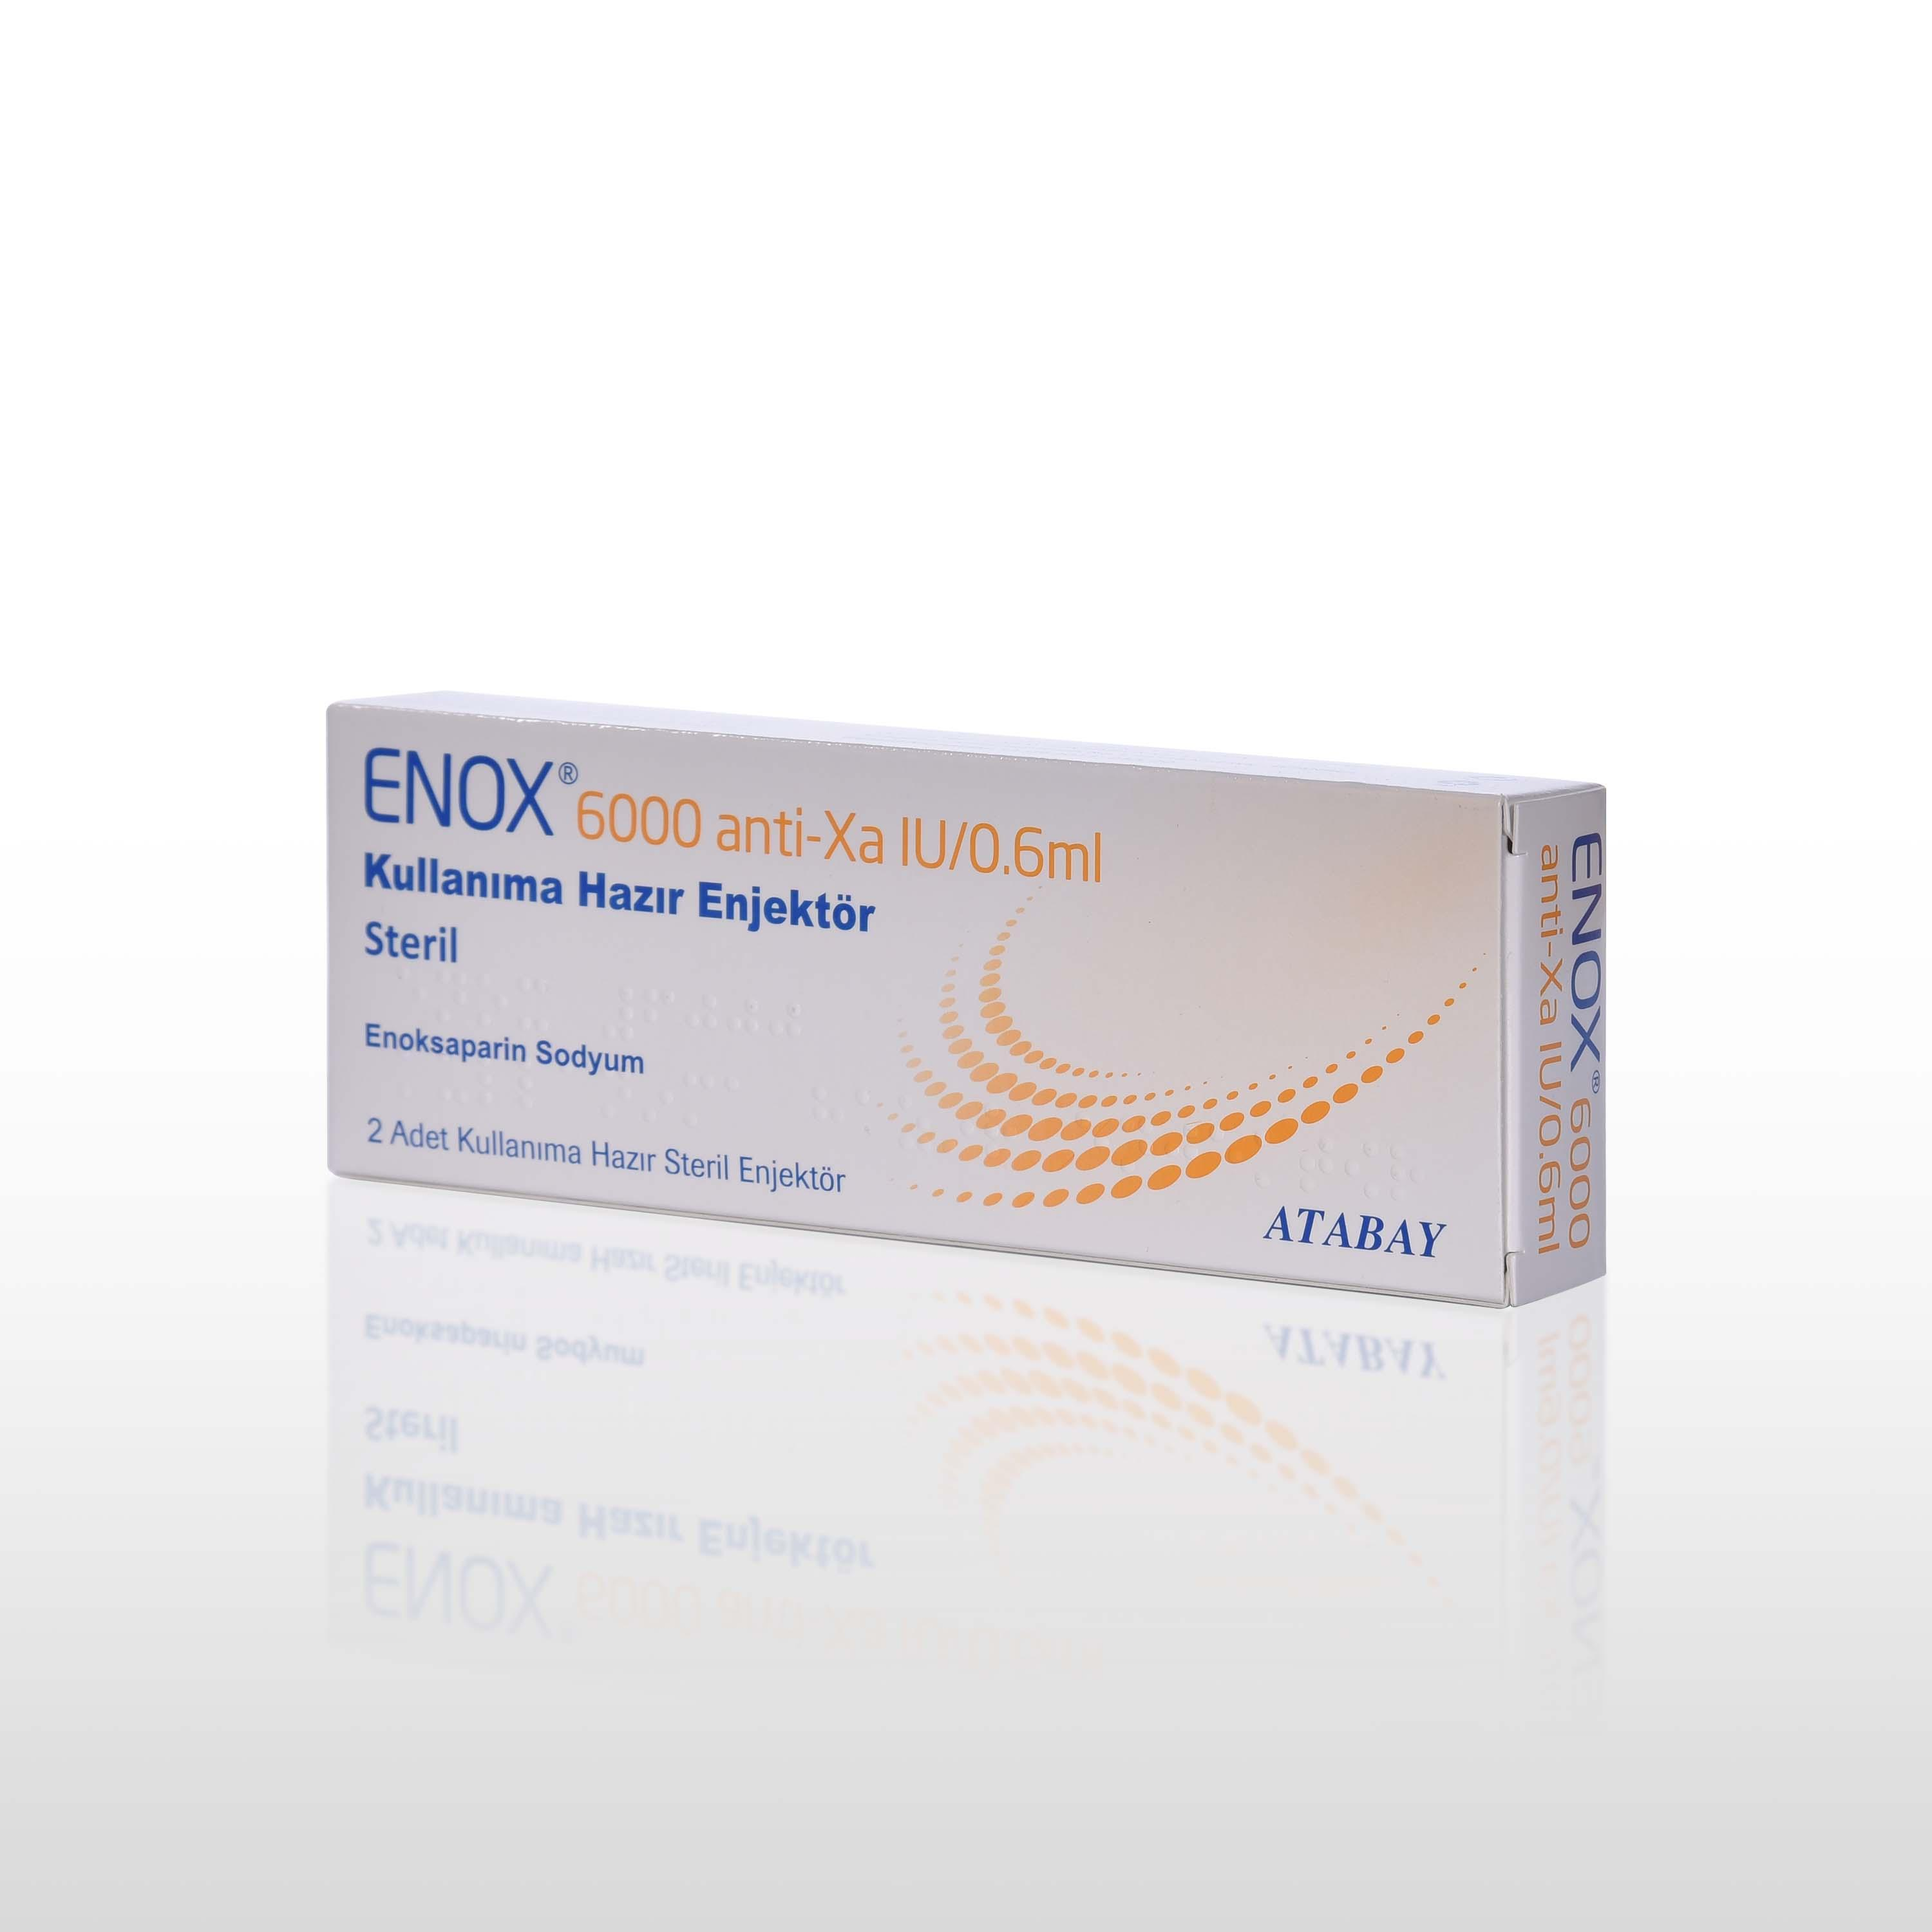 ENOX® 6000 anti-Xa IU/0.6ml
Kullanıma Hazır Enjektör
Steril
Enoksaparin Sodyum
2 Adet Kullanıma Hazır Steril Enjektör
ATABAY
ENOX® 6000
anti-Xa IU/0.6ml